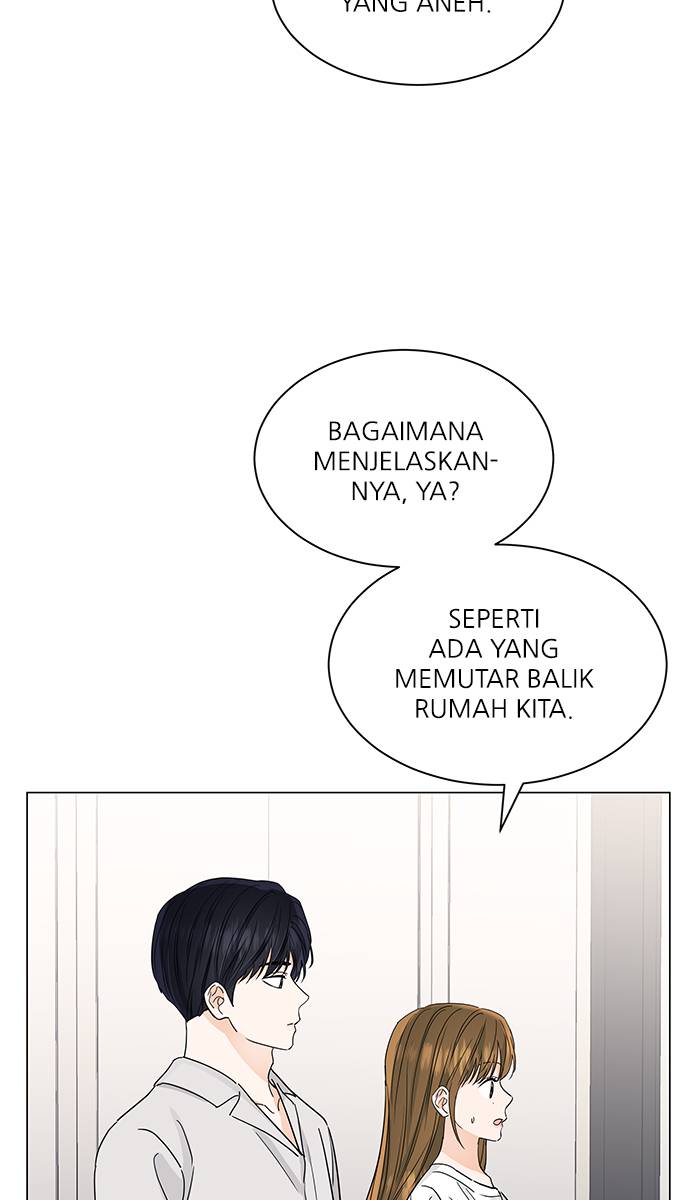 YANG ANEH.
BAGAIMANA
MENJELASKAN-
NYA, YA?
SEPERTI
ADA YANG
MEMUTAR BALIK
RUMAH KITA.